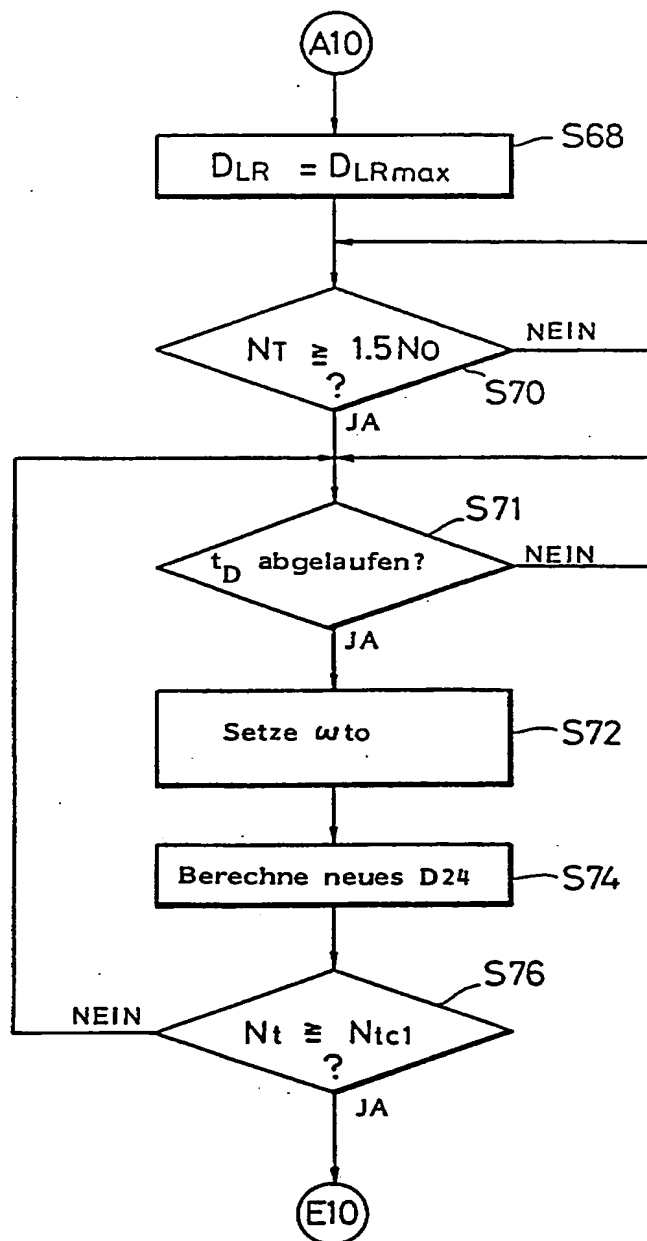 A10
S68
DLR = DLRmax
NEIN
NT ≧ 1.5NO
S70
?
JA
S71
NEIN
tD abgelaufen?
JA
Setze ωto
S72
Berechne neues D24
S74
S76
NEIN
Nt ≧ Ntc1
?
JA
E10